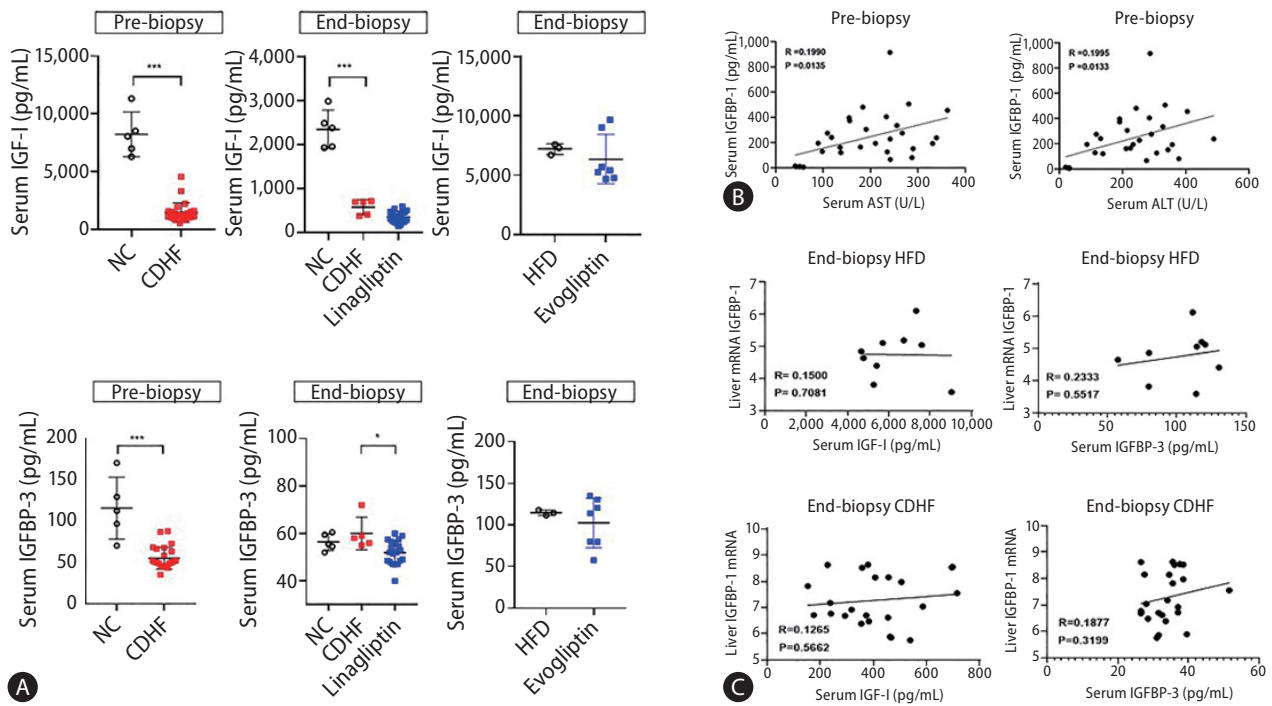 Pre-biopsy
Serum IGF-I (pg/mL)
15,000
10,000
5,000
0
***
NC
CDHF
End-biopsy
Serum IGF-I (pg/mL)
4,000
3,000
2,000
1,000
0
***
NC
CDHF
Linagliptin
End-biopsy
Serum IGF-I (pg/mL)
15,000
10,000
5,000
0
HFD
Evogliptin
Pre-biopsy
Serum IGFBP-3 (pg/mL)
200
150
100
50
0
***
NC
CDHF
End-biopsy
Serum IGFBP-3 (pg/mL)
100
80
60
40
*
NC
CDHF
Linagliptin
End-biopsy
Serum IGFBP-3 (pg/mL)
200
150
100
50
0
HFD
Evogliptin
A
Pre-biopsy
Serum IGFBP-1 (pg/mL)
1,000
800
600
400
200
0
R =0.1990
P =0.0135
0 100 200 300 400
Serum AST (U/L)
Pre-biopsy
Serum IGFBP-1 (pg/mL)
1,000
800
600
400
200
0
R =0.1995
P =0.0133
0 200 400 600
Serum ALT (U/L)
B
End-biopsy HFD
Liver mRNA IGFBP-1
7
6
5
4
3
R= 0.1500
P= 0.7081
0 2,000 4,000 6,000 8,000 10,000
Serum IGF-I (pg/mL)
End-biopsy HFD
Liver mRNA IGFBP-1
7
6
5
4
3
R= 0.2333
P= 0.5517
0 50 100 150
Serum IGFBP-3 (pg/mL)
End-biopsy CDHF
Liver IGFBP-1 mRNA
10
9
8
7
6
5
R=0.1265
P=0.5662
0 200 400 600 800
Serum IGF-I (pg/mL)
End-biopsy CDHF
Liver IGFBP-1 mRNA
10
9
8
7
6
5
R=0.1877
P=0.3199
0 20 40 60
Serum IGFBP-3 (pg/mL)
C